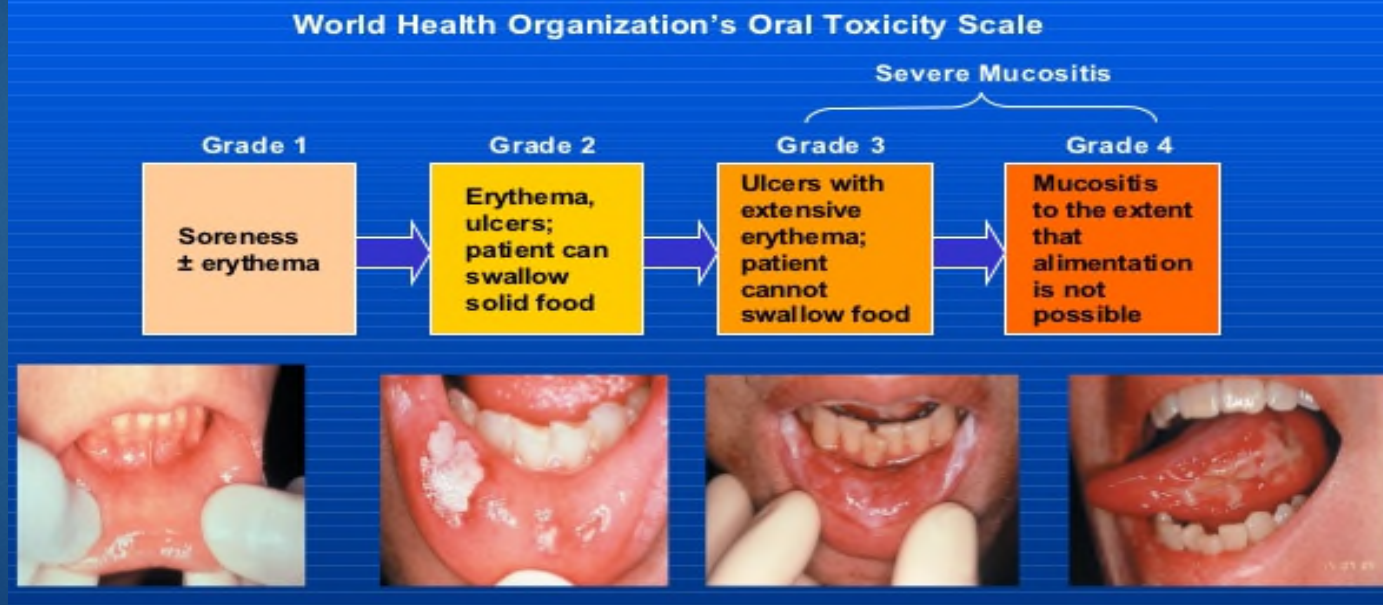 World Health Organization's Oral Toxicity Scale
Severe Mucositis
Grade 1
Grade 2
Grade 3
Grade 4
Soreness
± erythema
Erythema,
ulcers;
patient can
swallow
solid food
Ulcers with
extensive
erythema;
patient
cannot
swallow food
Mucositis
to the extent
that
alimentation
is not
possible